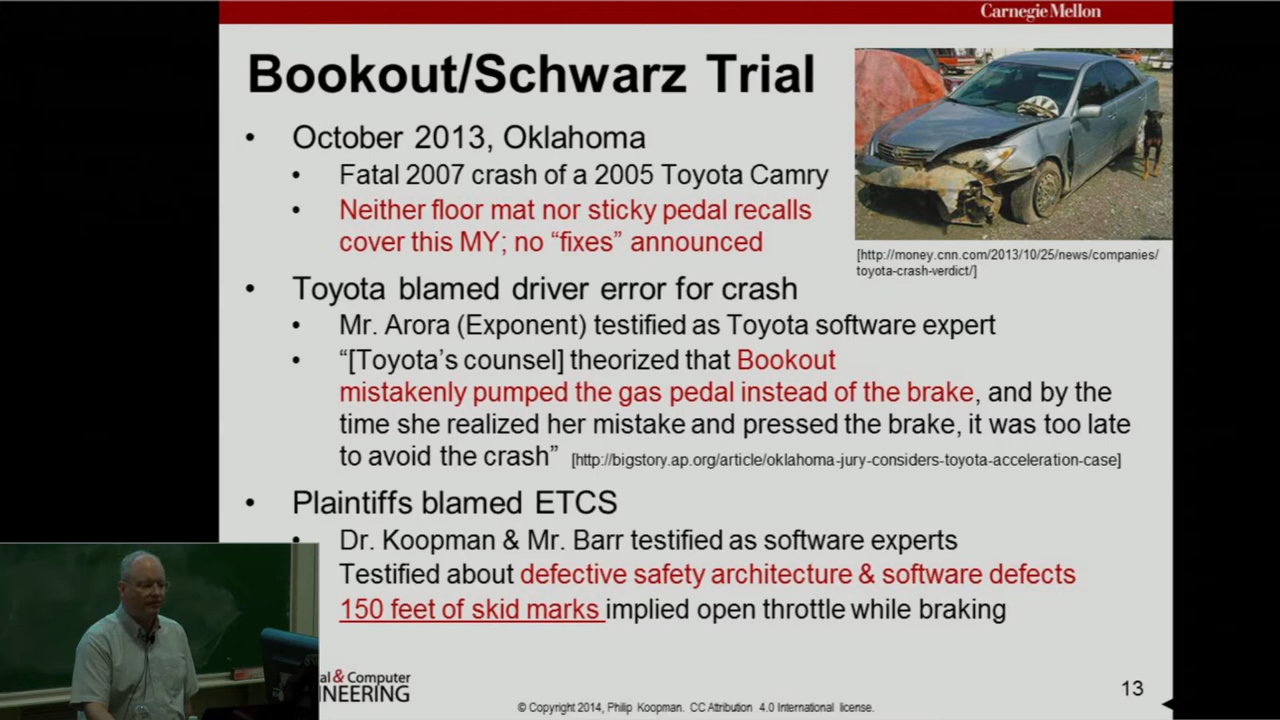 Carnegie Mellon
Bookout/Schwarz Trial
• October 2013, Oklahoma
• Fatal 2007 crash of a 2005 Toyota Camry
• Neither floor mat nor sticky pedal recalls
cover this MY; no “fixes” announced
[http://money.cnn.com/2013/10/25/news/companies/
toyota-crash-verdict/]
• Toyota blamed driver error for crash
• Mr. Arora (Exponent) testified as Toyota software expert
• “[Toyota’s counsel] theorized that Bookout
mistakenly pumped the gas pedal instead of the brake, and by the
time she realized her mistake and pressed the brake, it was too late
to avoid the crash” [http://bigstory.ap.org/article/oklahoma-jury-considers-toyota-acceleration-case]
• Plaintiffs blamed ETCS
• Dr. Koopman & Mr. Barr testified as software experts
Testified about defective safety architecture & software defects
150 feet of skid marks implied open throttle while braking
al & Computer
NEERING
© Copyright 2014, Philip Koopman. CC Attribution 4.0 International license.
13